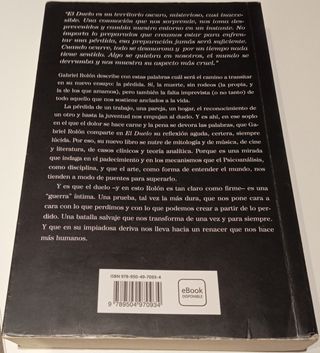 "El Duelo es un territorio oscuro, misterioso, casi inacce-
sible. Una conmoción que nos sorprende, nos toma des-
prevenidos y cambia nuestro entorno en un instante. No
importa lo preparados que creamos estar para enfren-
tar una pérdida, esa preparación jamás será suficiente.
Cuando ocurre, todo se desmorona y por un tiempo nada
tiene sentido. Algo se quiebra en nosotros, el mundo se
derrumba y nos muestra su aspecto más cruel."
Gabriel Rolón describe con estas palabras cuál será el camino a transitar
en su nuevo ensayo: la pérdida. Sí, la muerte, sin rodeos (la propia, y
la de los que amamos), pero también la falta imprevista (o no tanto) de
todo aquello que nos sostiene anclados a la vida.
La pérdida de un trabajo, una pareja, un hogar, el reconocimiento de
un otro y hasta la juventud nos empujan al duelo. Y es ahí, en ese soplo
en el que el dolor se hace carne y la pena se devora las palabras, que Ga-
briel Rolón comparte en El Duelo su reflexión aguda, certera, siempre
lúcida. Por eso, su nuevo libro se nutre de mitología y de música, de cine
y literatura, de casos clínicos y teoría analítica. Porque es una mirada
que indaga en el padecimiento y en los mecanismos que el Psicoanálisis,
como disciplina, y que el arte, como forma de entender el mundo, nos
tienden a modo de puentes para superarlo.
Y es que el duelo –y en esto Rolón es tan claro como firme– es una
"guerra" íntima. Una prueba, tal vez la más dura, que nos pone cara a
cara con lo que perdimos y con lo que podemos crear a partir de lo per-
dido. Una batalla salvaje que nos transforma de una vez y para siempre.
Y que en su impiadosa deriva nos lleva hacia un renacer que nos hace
más humanos.
ISBN 978-950-49-7093-4
9 789504 970934
eBook
DISPONIBLE